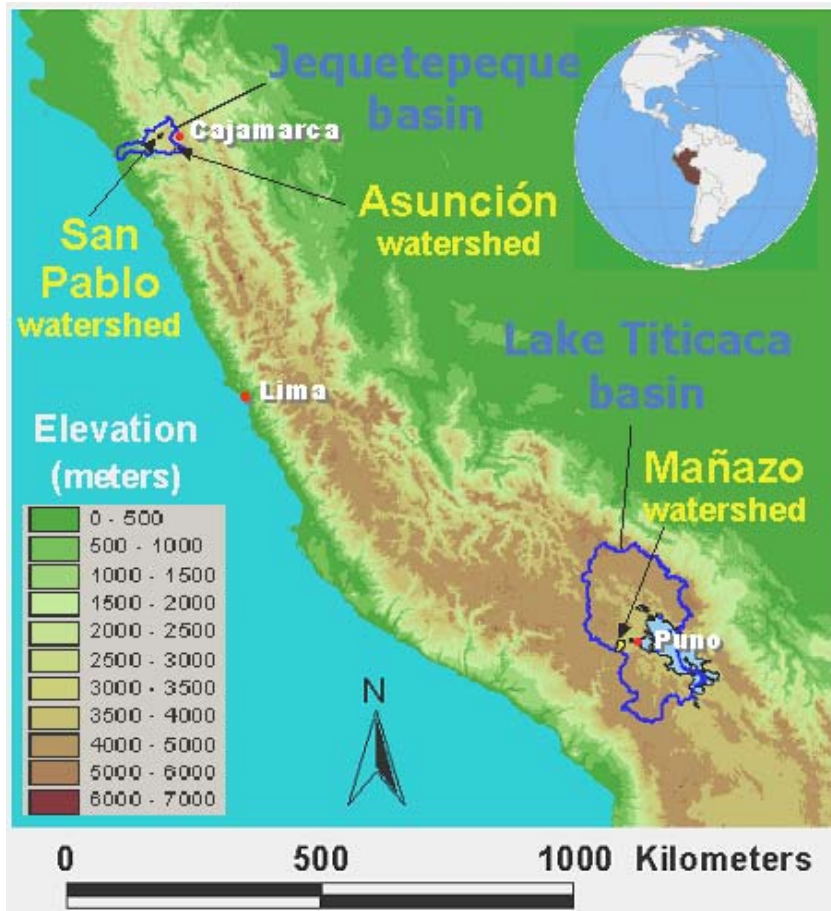 Jequetepeque
basin
Cajamarca
Asunción
watershed
San
Pablo
watershed
Lake Titicaca
basin
Lima
Mañazo
watershed
Elevation
(meters)
0 - 500
500 - 1000
1000 - 1500
1500 - 2000
2000 - 2500
2500 - 3000
3000 - 3500
3500 - 4000
4000 - 5000
5000 - 6000
6000 - 7000
Puno
N
0 500 1000 Kilometers